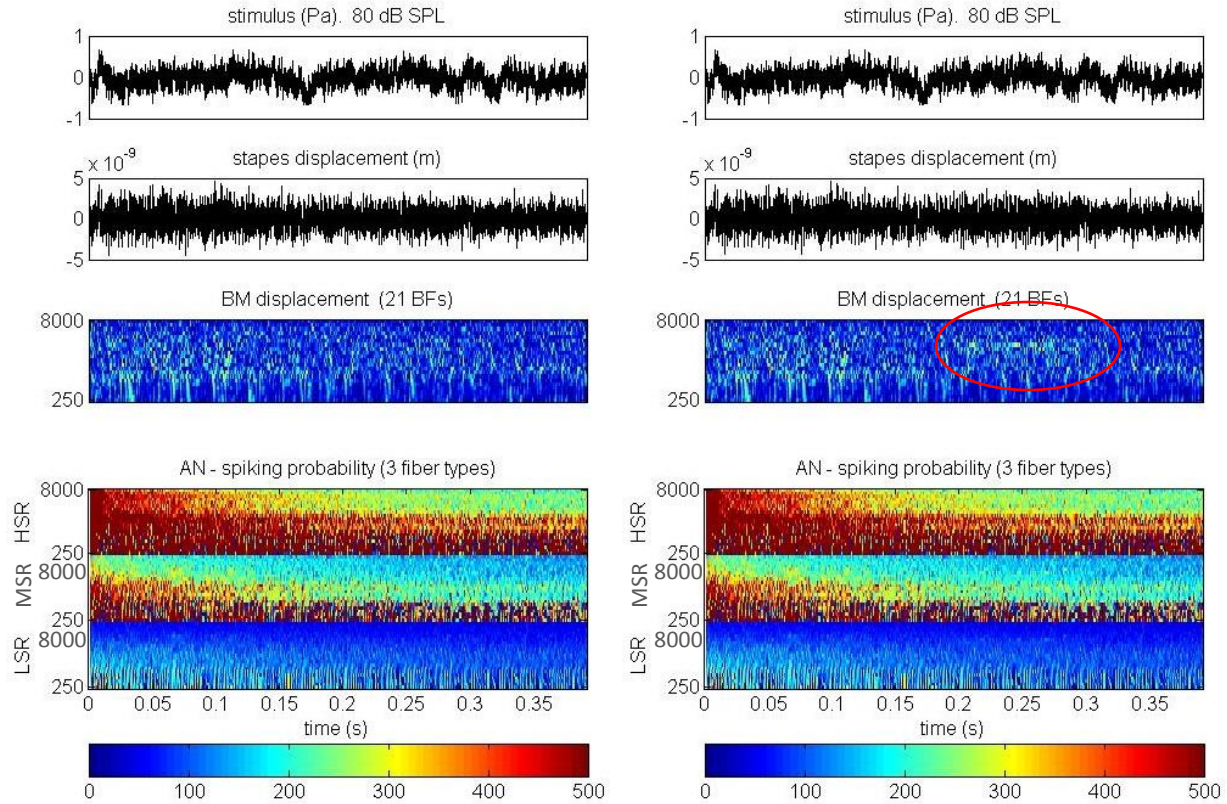 stimulus (Pa).  80 dB SPL
1
0
-1
x 10^-9
stapes displacement (m)
5
0
-5
BM displacement  (21 BFs)
8000
250
AN - spiking probability (3 fiber types)
8000
HSR
250
8000
MSR
250
8000
LSR
250
0 0.05 0.1 0.15 0.2 0.25 0.3 0.35
time (s)
0 100 200 300 400 500
stimulus (Pa).  80 dB SPL
1
0
-1
x 10^-9
stapes displacement (m)
5
0
-5
BM displacement  (21 BFs)
8000
250
AN - spiking probability (3 fiber types)
8000
HSR
250
8000
MSR
250
8000
LSR
250
0 0.05 0.1 0.15 0.2 0.25 0.3 0.35
time (s)
0 100 200 300 400 500